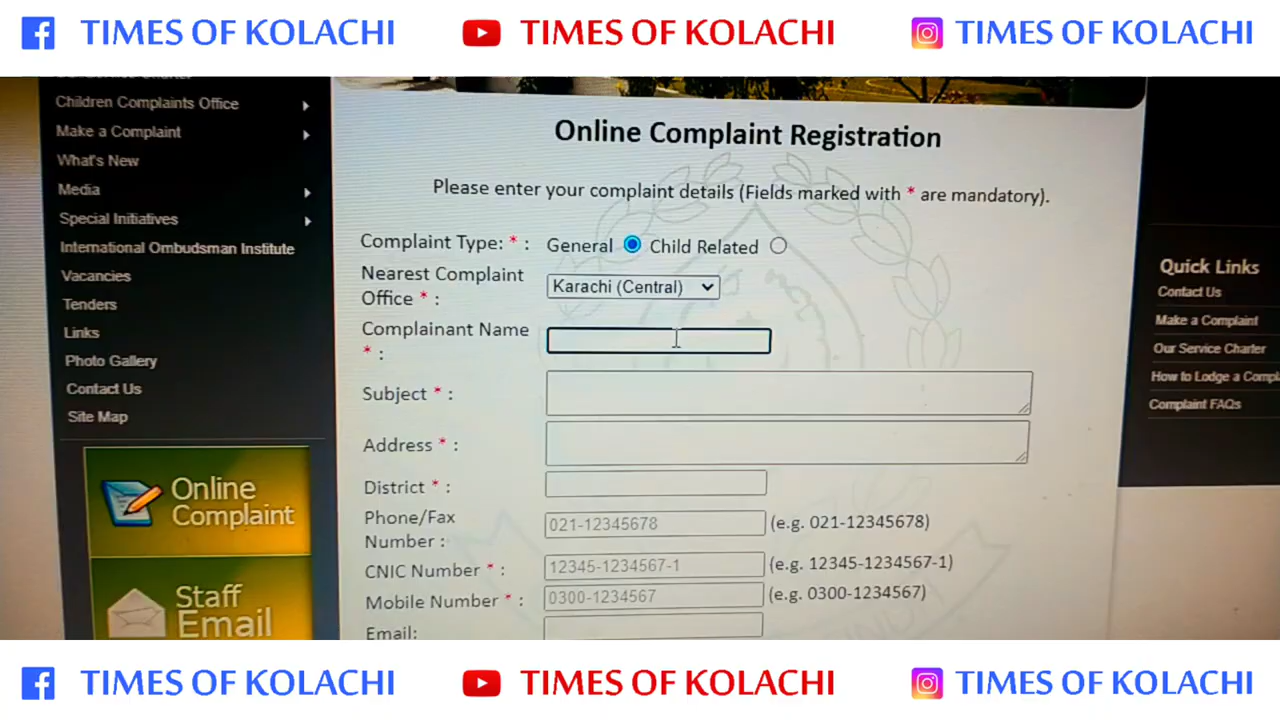 TIMES OF KOLACHI TIMES OF KOLACHI TIMES OF KOLACHI
Children Complaints Office
Make a Complaint
What's New
Media
Special Initiatives
International Ombudsman Institute
Vacancies
Tenders
Links
Photo Gallery
Contact Us
Site Map
Online
Complaint
Staff
Email
Online Complaint Registration
Please enter your complaint details (Fields marked with * are mandatory).
Complaint Type: * : General Child Related
Nearest Complaint
Office * : Karachi (Central)
Complainant Name
* :
Subject * :
Address * :
District * :
Phone/Fax
Number : 021-12345678 (e.g. 021-12345678)
CNIC Number * : 12345-1234567-1 (e.g. 12345-1234567-1)
Mobile Number * : 0300-1234567 (e.g. 0300-1234567)
Email:
Quick Links
Contact Us
Make a Complaint
Our Service Charter
How to Lodge a Compl
Complaint FAQs
TIMES OF KOLACHI TIMES OF KOLACHI TIMES OF KOLACHI